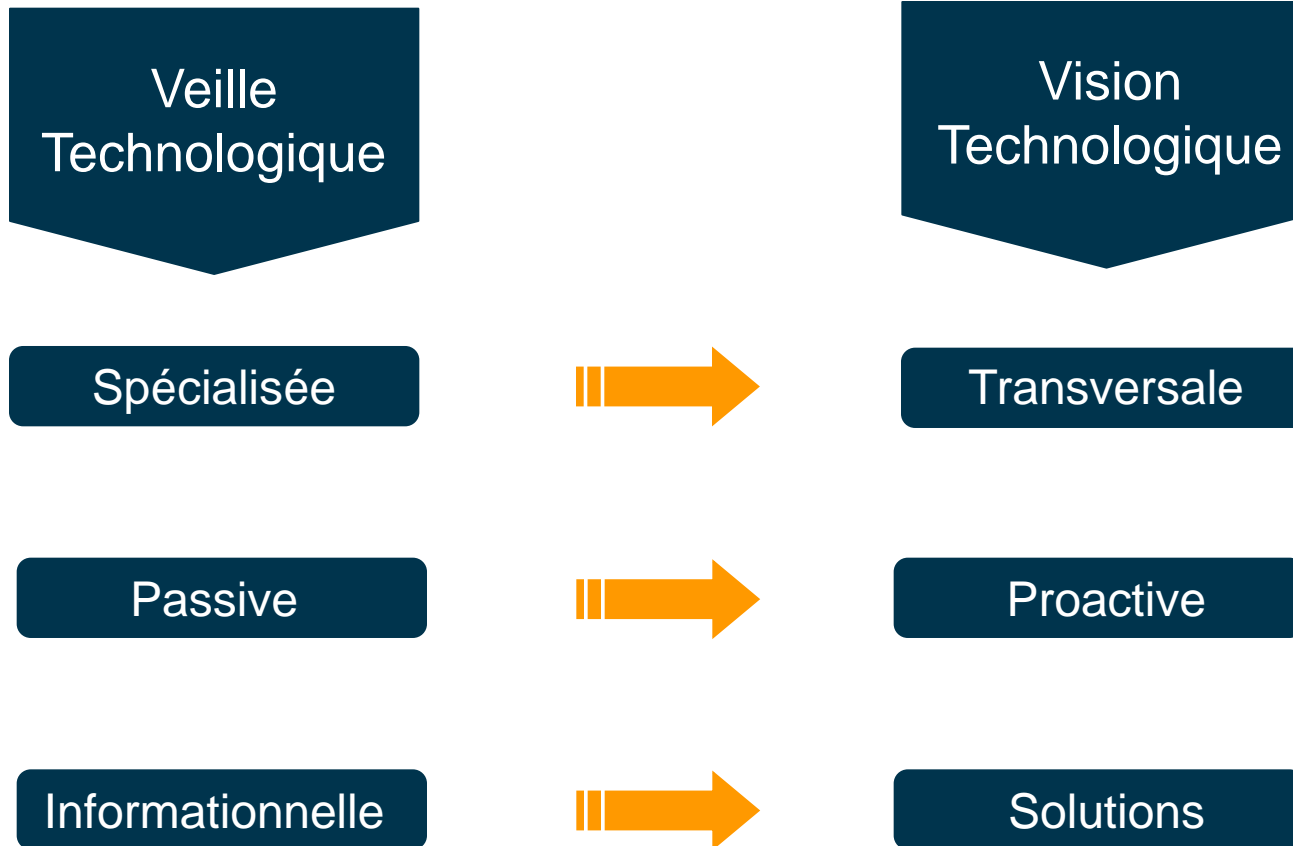 Veille
Technologique
Vision
Technologique
Spécialisée
Transversale
Passive
Proactive
Informationnelle
Solutions